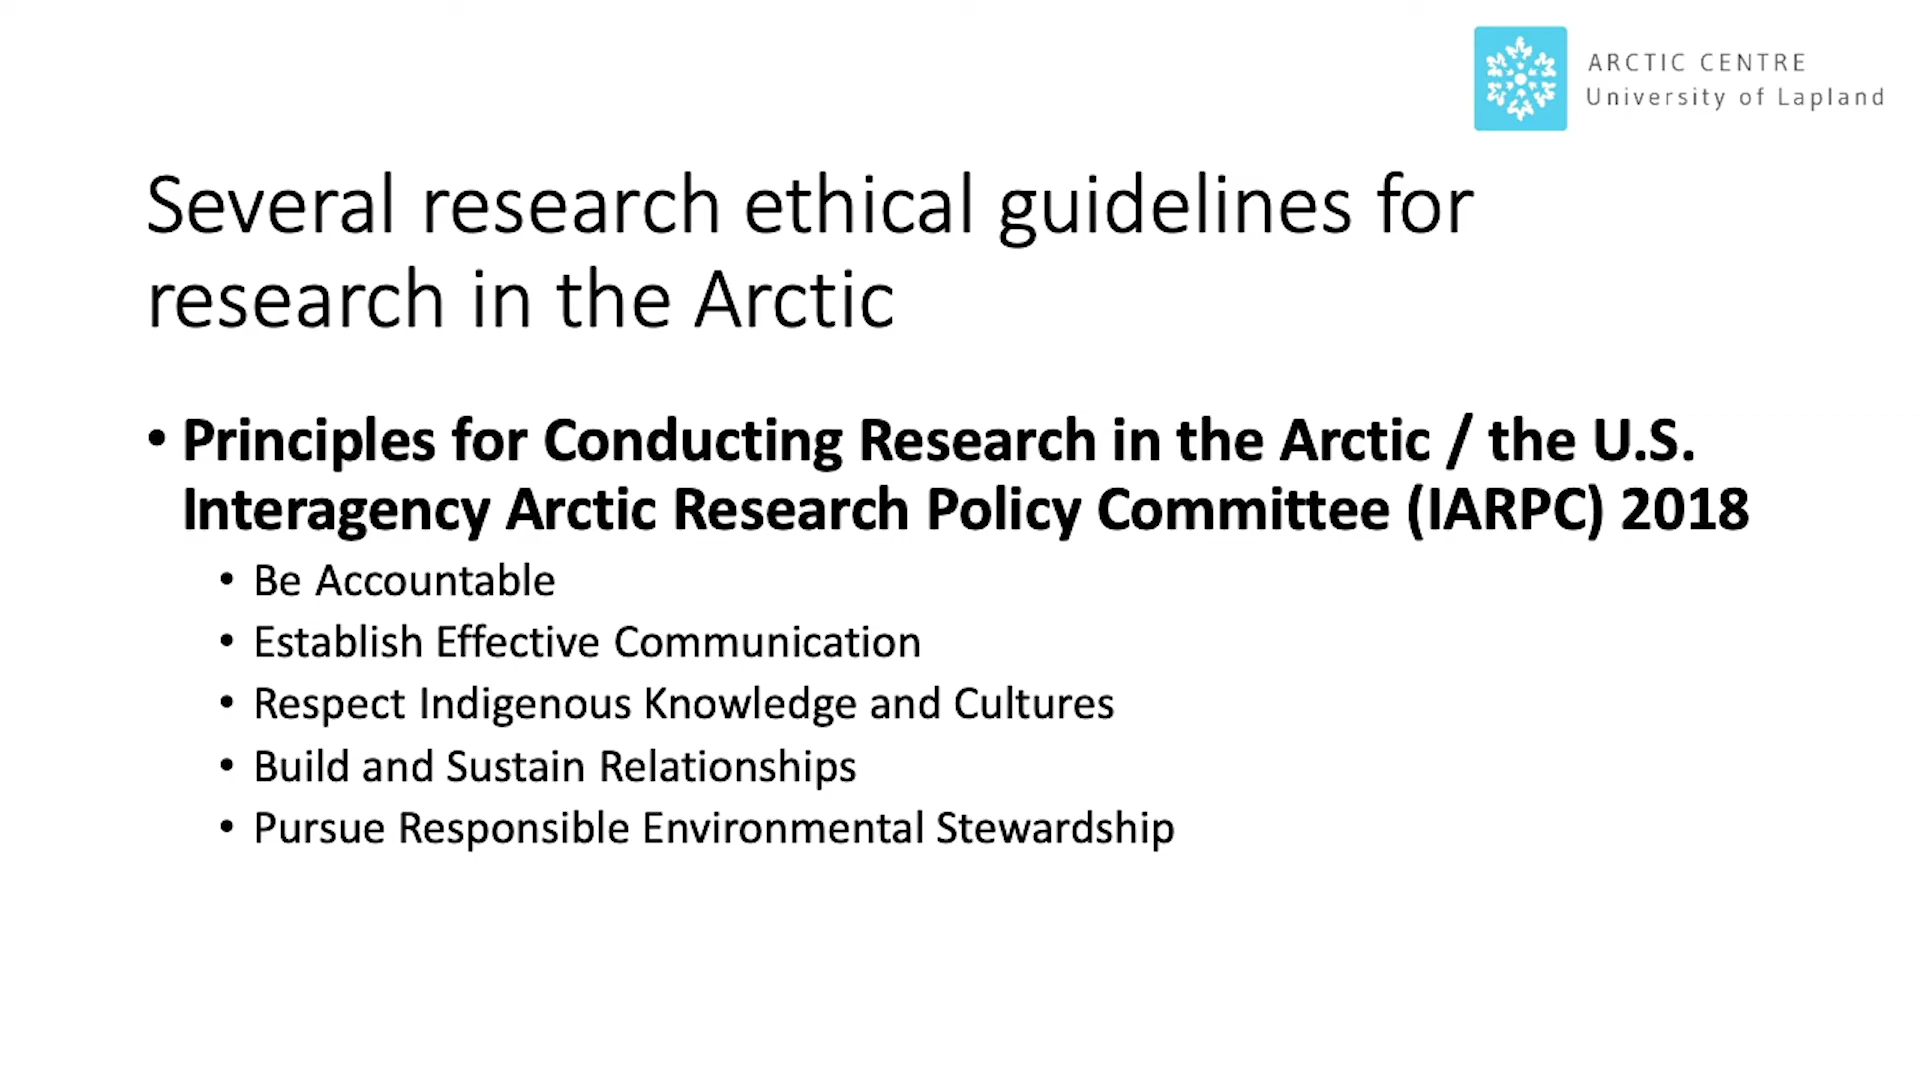 ARCTIC CENTRE
University of Lapland
Several research ethical guidelines for
research in the Arctic
• Principles for Conducting Research in the Arctic / the U.S.
Interagency Arctic Research Policy Committee (IARPC) 2018
• Be Accountable
• Establish Effective Communication
• Respect Indigenous Knowledge and Cultures
• Build and Sustain Relationships
• Pursue Responsible Environmental Stewardship